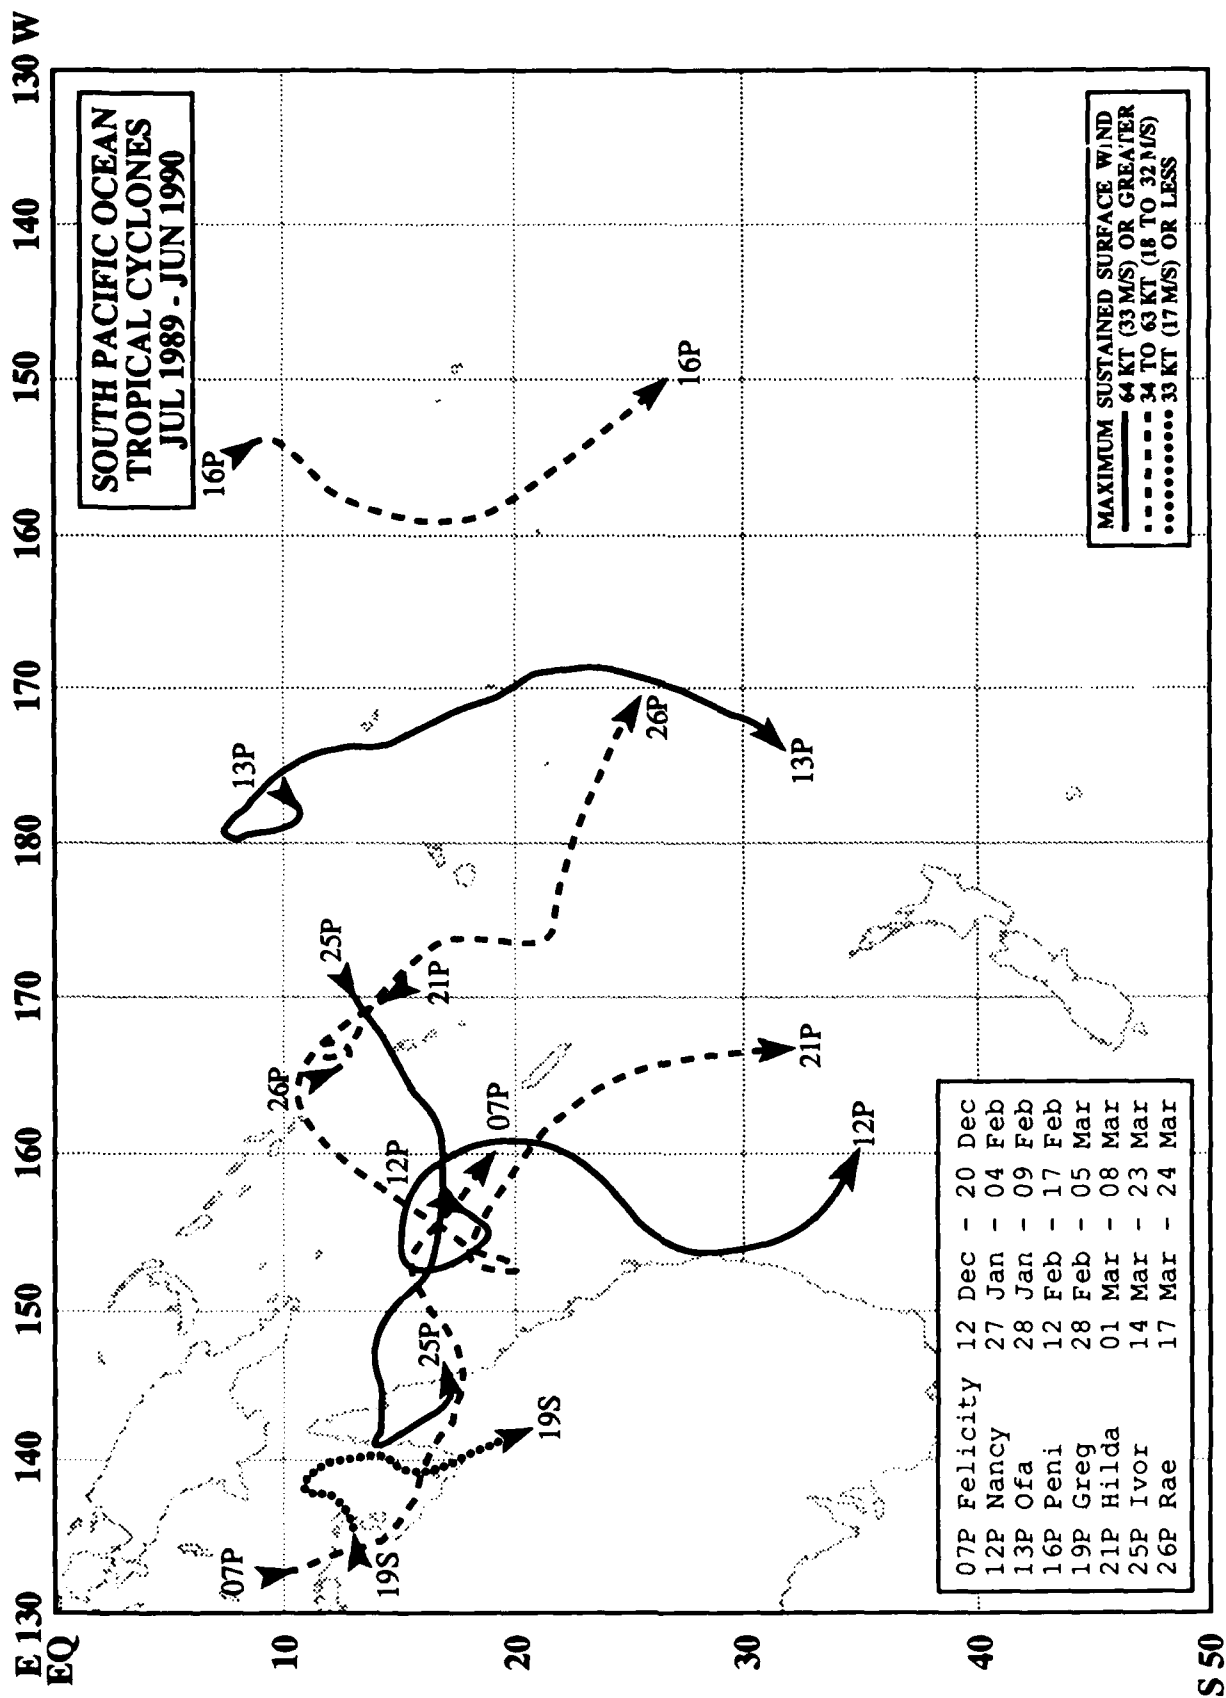 SOUTH PACIFIC OCEAN
TROPICAL CYCLONES
JUL 1989 - JUN 1990
E 130
140
150
160
170
180
170
160
150
140
130 W
EQ
10
20
30
40
S 50
07P
19S
19S
25P
12P
26P
25P
21P
07P
21P
12P
13P
26P
13P
16P
16P
07P Felicity 12 Dec - 20 Dec
12P Nancy 27 Jan - 04 Feb
13P Ofa 28 Jan - 09 Feb
16P Peni 12 Feb - 17 Feb
19P Greg 28 Feb - 05 Mar
21P Hilda 01 Mar - 08 Mar
25P Ivor 14 Mar - 23 Mar
26P Rae 17 Mar - 24 Mar
MAXIMUM SUSTAINED SURFACE WIND
64 KT (33 M/S) OR GREATER
34 TO 63 KT (18 TO 32 M/S)
33 KT (17 M/S) OR LESS